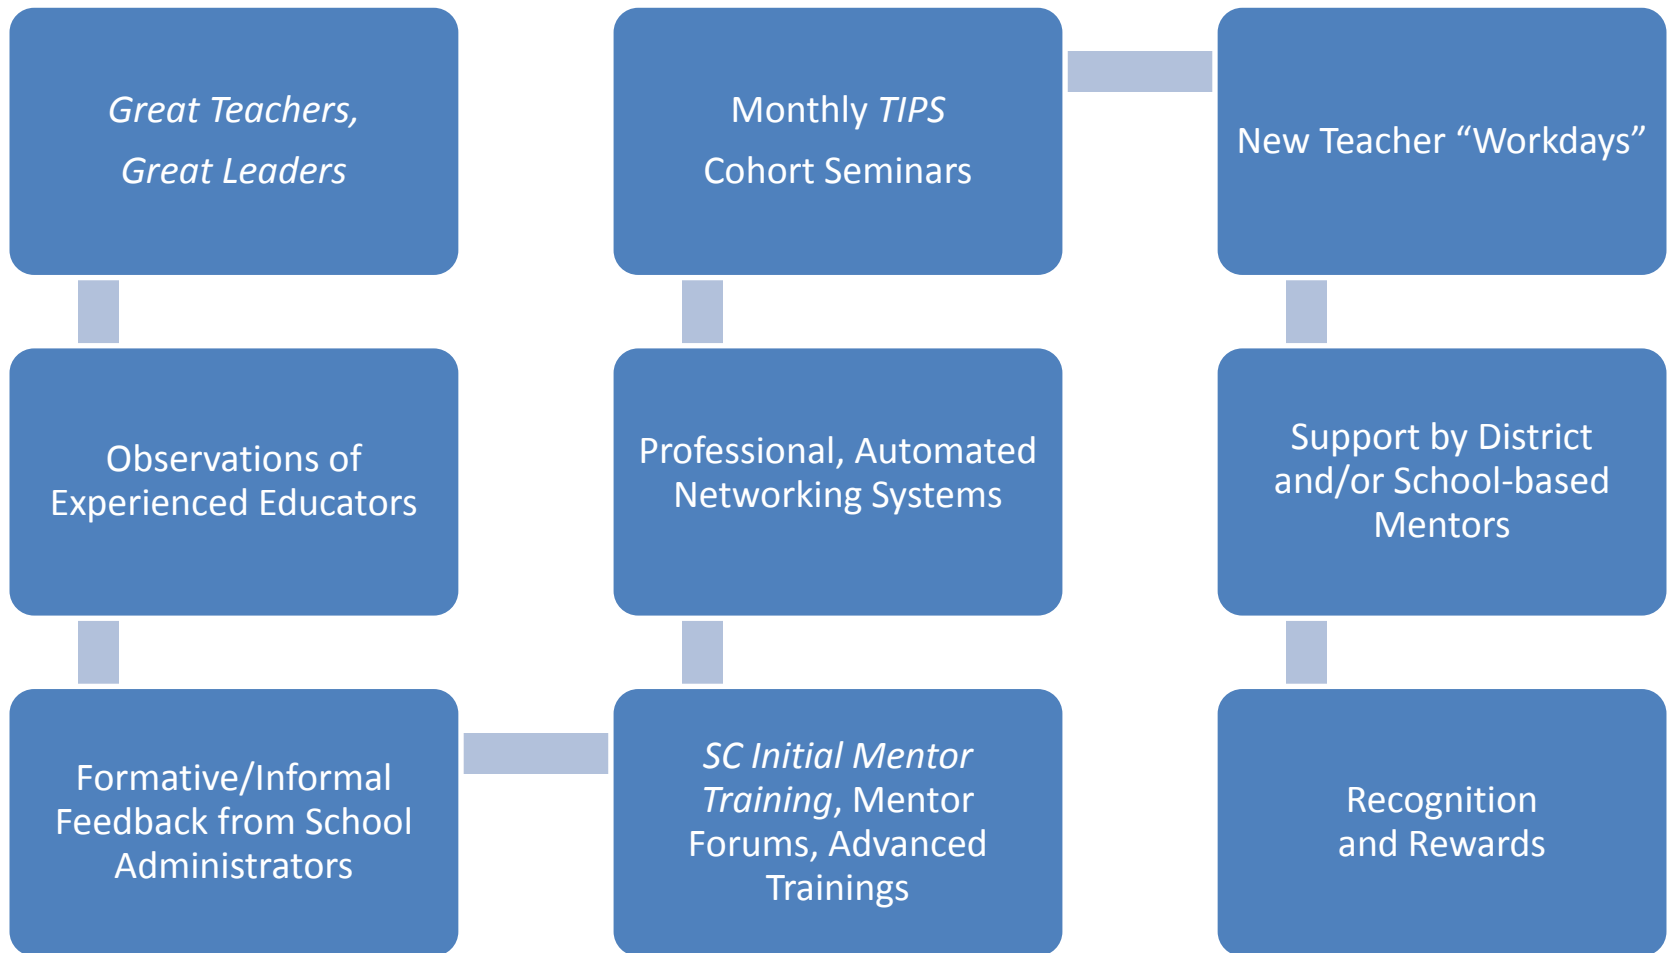 Great Teachers,
Great Leaders
Observations of
Experienced Educators
Formative/Informal
Feedback from School
Administrators
SC Initial Mentor
Training, Mentor
Forums, Advanced
Trainings
Professional, Automated
Networking Systems
Monthly TIPS
Cohort Seminars
New Teacher “Workdays”
Support by District
and/or School-based
Mentors
Recognition
and Rewards